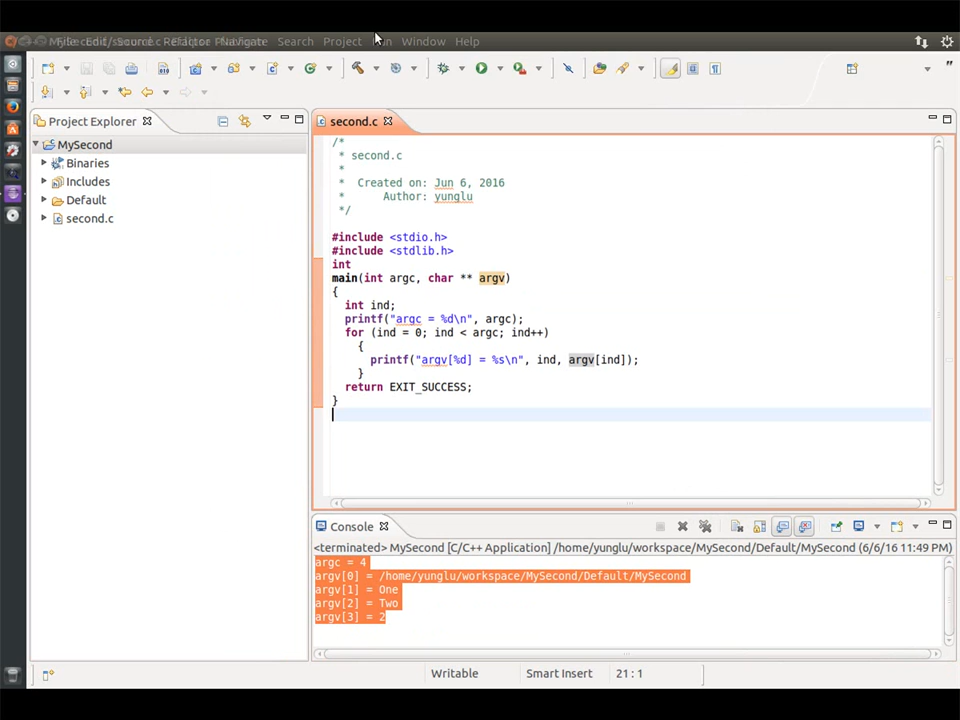 Search Project Window Help
Project Explorer
MySecond
Binaries
Includes
Default
second.c
second.c
/*
* second.c
*
* Created on: Jun 6, 2016
* Author: yunglu
*/
#include <stdio.h>
#include <stdlib.h>
int
main(int argc, char ** argv)
{
int ind;
printf("argc = %d\n", argc);
for (ind = 0; ind < argc; ind++)
{
printf("argv[%d] = %s\n", ind, argv[ind]);
}
return EXIT_SUCCESS;
}
Console
<terminated> MySecond [C/C++ Application] /home/yunglu/workspace/MySecond/Default/MySecond (6/6/16 11:49 PM)
argc = 4
argv[0] = /home/yunglu/workspace/MySecond/Default/MySecond
argv[1] = One
argv[2] = Two
argv[3] = 2
Writable Smart Insert 21 : 1